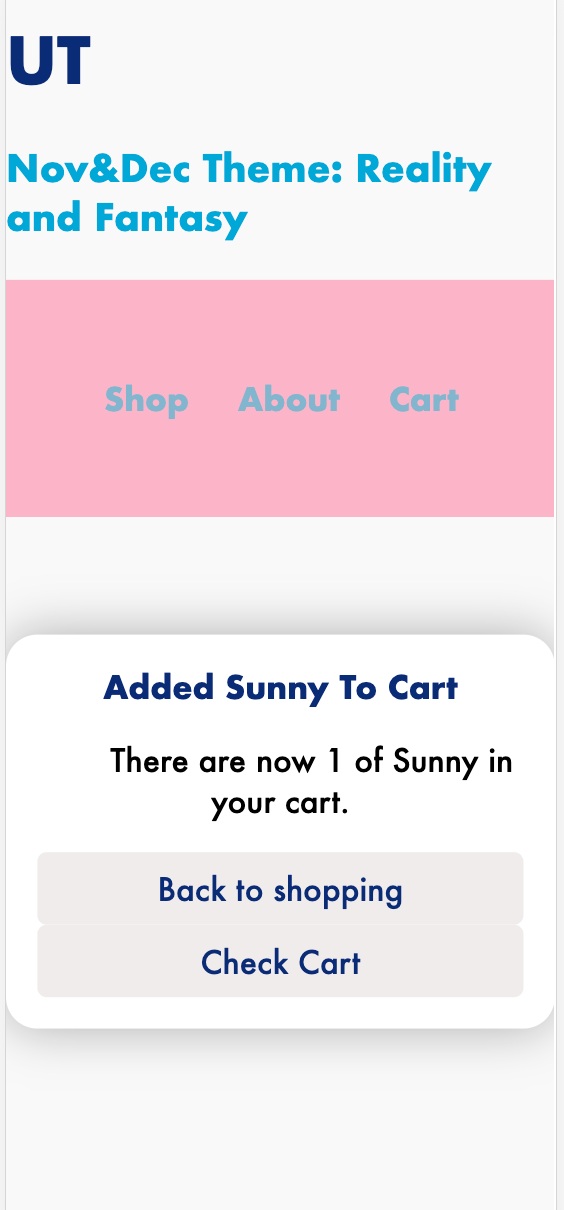 UT
Nov&Dec Theme: Reality
and Fantasy
Shop About Cart
Added Sunny To Cart
There are now 1 of Sunny in
your cart.
Back to shopping
Check Cart